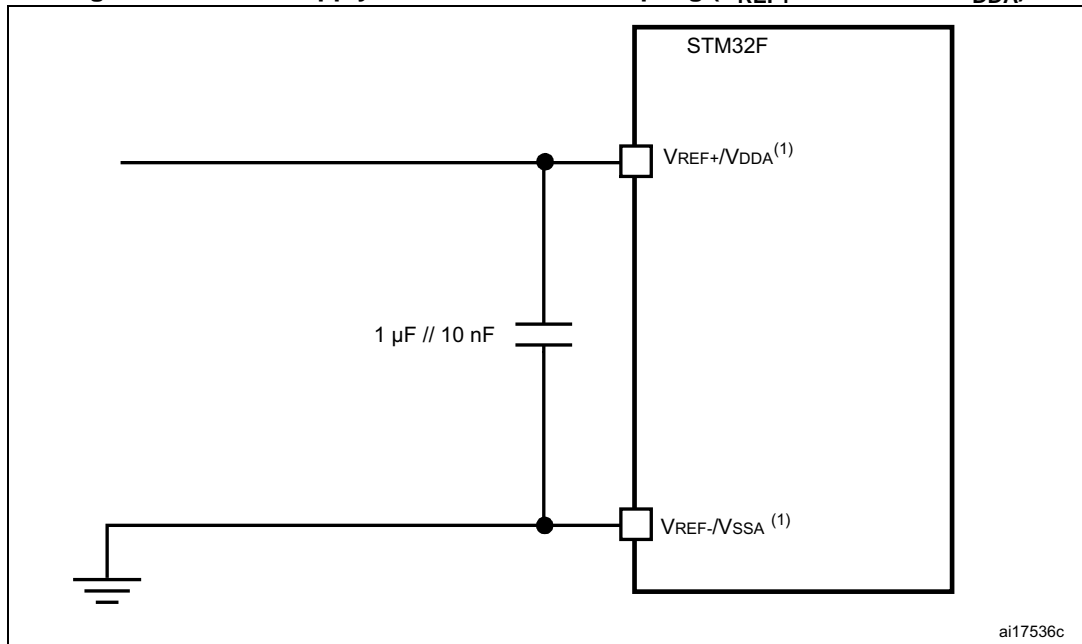 STM32F
VREF+/VDDA(1)
1 µF // 10 nF
VREF-/VSSA (1)
ai17536c